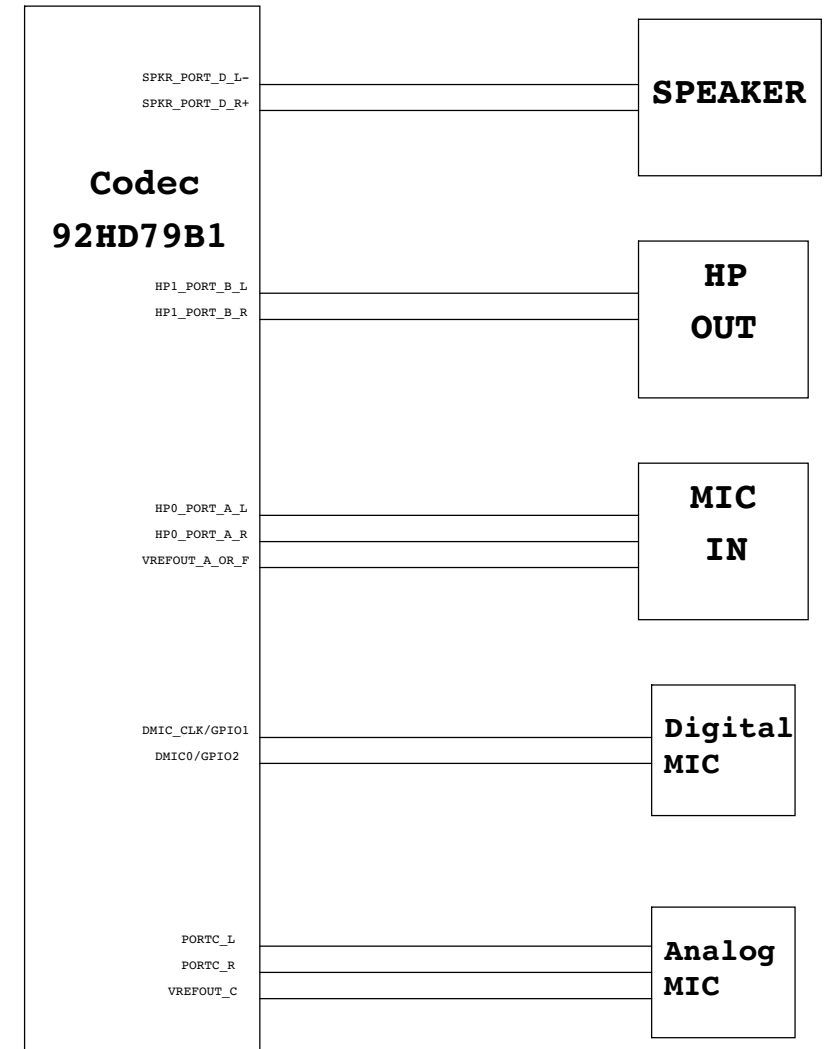 SPKR_PORT_D_L-
SPKR_PORT_D_R+
SPEAKER
Codec
92HD79B1
HP1_PORT_B_L
HP1_PORT_B_R
HP
OUT
HP0_PORT_A_L
HP0_PORT_A_R
VREFOUT_A_OR_F
MIC
IN
DMIC_CLK/GPIO1
DMIC0/GPIO2
Digital
MIC
PORTC_L
PORTC_R
VREFOUT_C
Analog
MIC